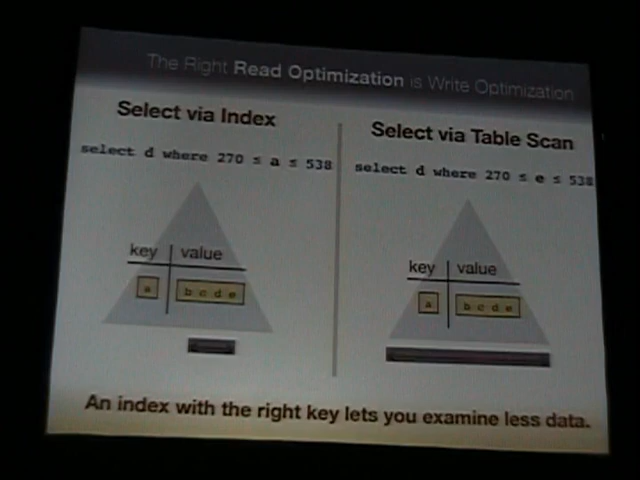 The Right Read Optimization is Write Optimization
Select via Index
select d where 270 ≤ a ≤ 538
key value
a b c d e
Select via Table Scan
select d where 270 ≤ e ≤ 538
key value
a b c d e
An index with the right key lets you examine less data.